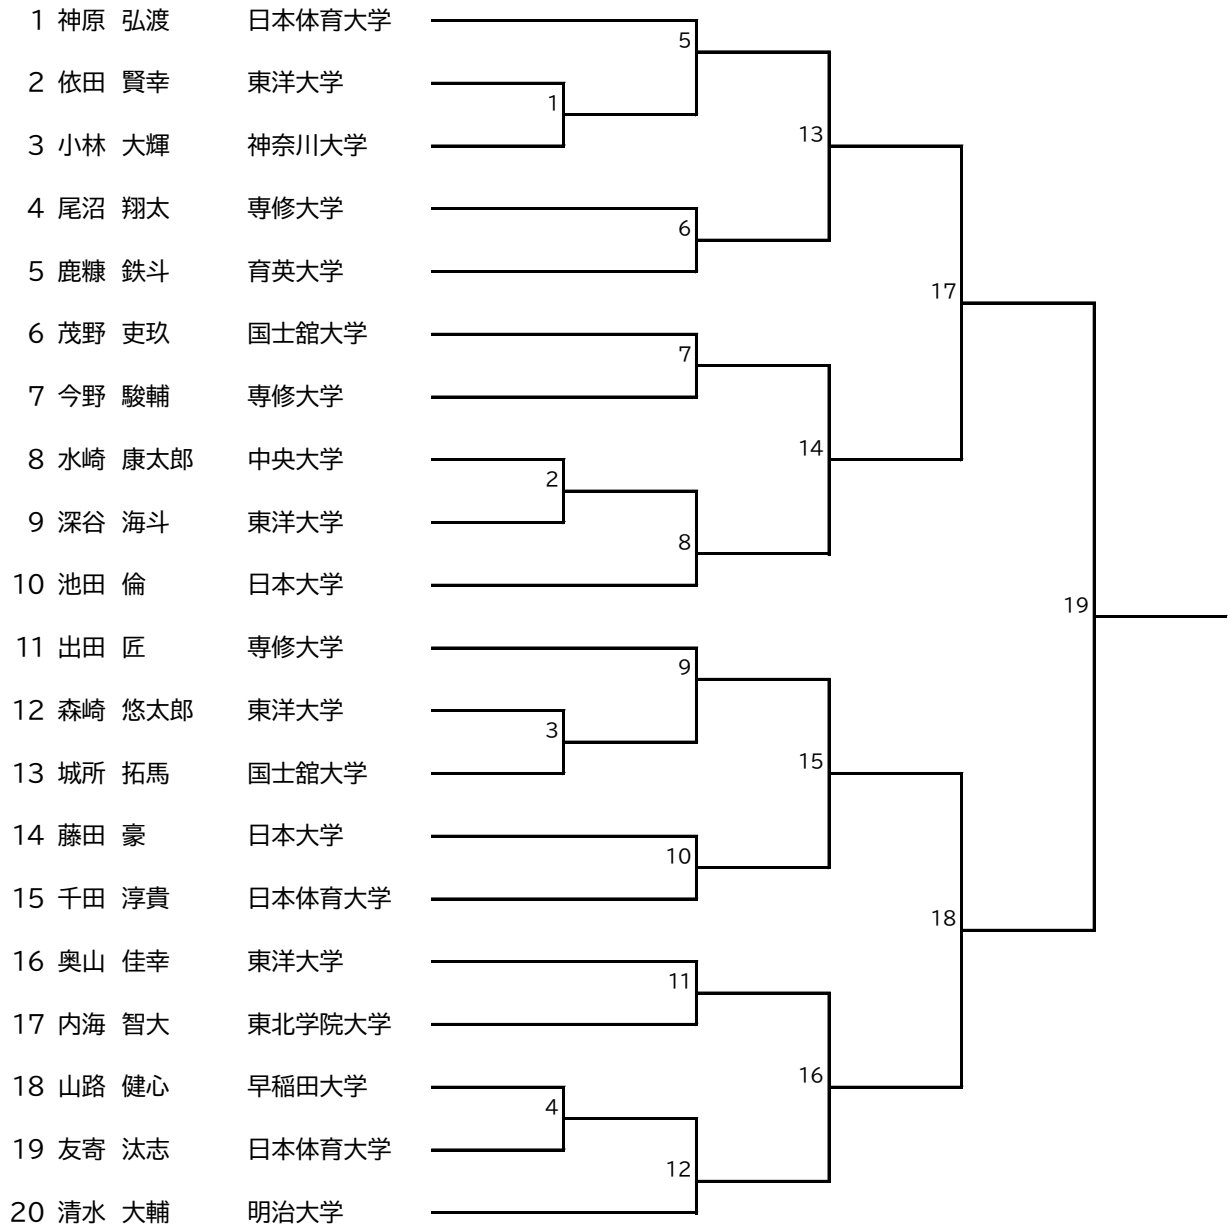 1 神原 弘渡 日本体育大学
5
2 依田 賢幸 東洋大学
1
13
3 小林 大輝 神奈川大学
4 尾沼 翔太 専修大学
6
5 鹿糠 鉄斗 育英大学
17
6 茂野 吏玖 国士舘大学
7
7 今野 駿輔 専修大学
14
8 水崎 康太郎 中央大学
2
9 深谷 海斗 東洋大学
8
10 池田 倫 日本大学
19
11 出田 匠 専修大学
9
12 森崎 悠太郎 東洋大学
3
15
13 城所 拓馬 国士舘大学
14 藤田 豪 日本大学
10
15 千田 淳貴 日本体育大学
18
16 奥山 佳幸 東洋大学
11
17 内海 智大 東北学院大学
16
18 山路 健心 早稲田大学
4
19 友寄 汰志 日本体育大学
12
20 清水 大輔 明治大学